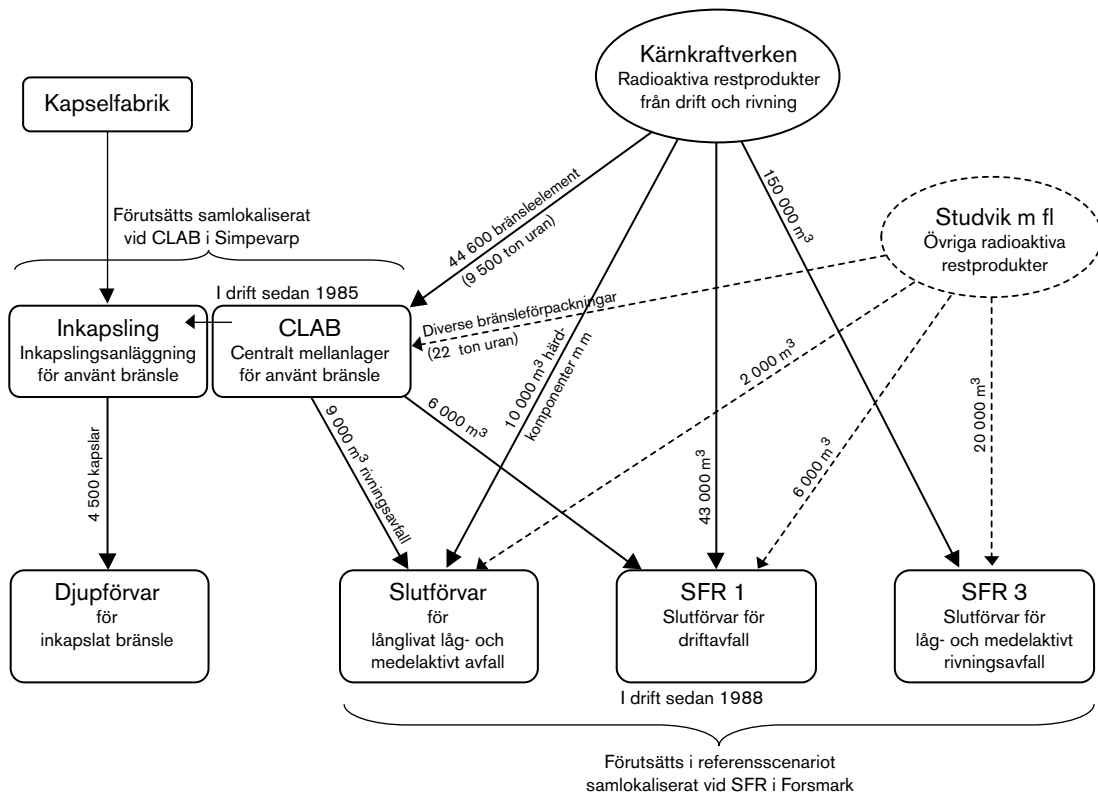 Kärnkraftverken
Radioaktiva restprodukter
från drift och rivning
Kapselfabrik
Studvik m fl
Övriga radioaktiva
restprodukter
Förutsätts samlokaliserat
vid CLAB i Simpevarp
44 600 bränsleelement
(9 500 ton uran)
150 000 m³
I drift sedan 1985
Inkapsling
Inkapslingsanläggning
för använt bränsle
CLAB
Centralt mellanlager
för använt bränsle
Diverse bränsleförpackningar
(22 ton uran)
10 000 m³ härd-
komponenter m m
2 000 m³
4 500 kapslar
9 000 m³ rivningsavfall
6 000 m³
43 000 m³
6 000 m³
20 000 m³
Djupförvar
för
inkapslat bränsle
Slutförvar
för
långlivat låg- och
medelaktivt avfall
SFR 1
Slutförvar för
driftavfall
SFR 3
Slutförvar för
låg- och medelaktivt
rivningsavfall
I drift sedan 1988
Förutsätts i referensscenariot
samlokaliserat vid SFR i Forsmark